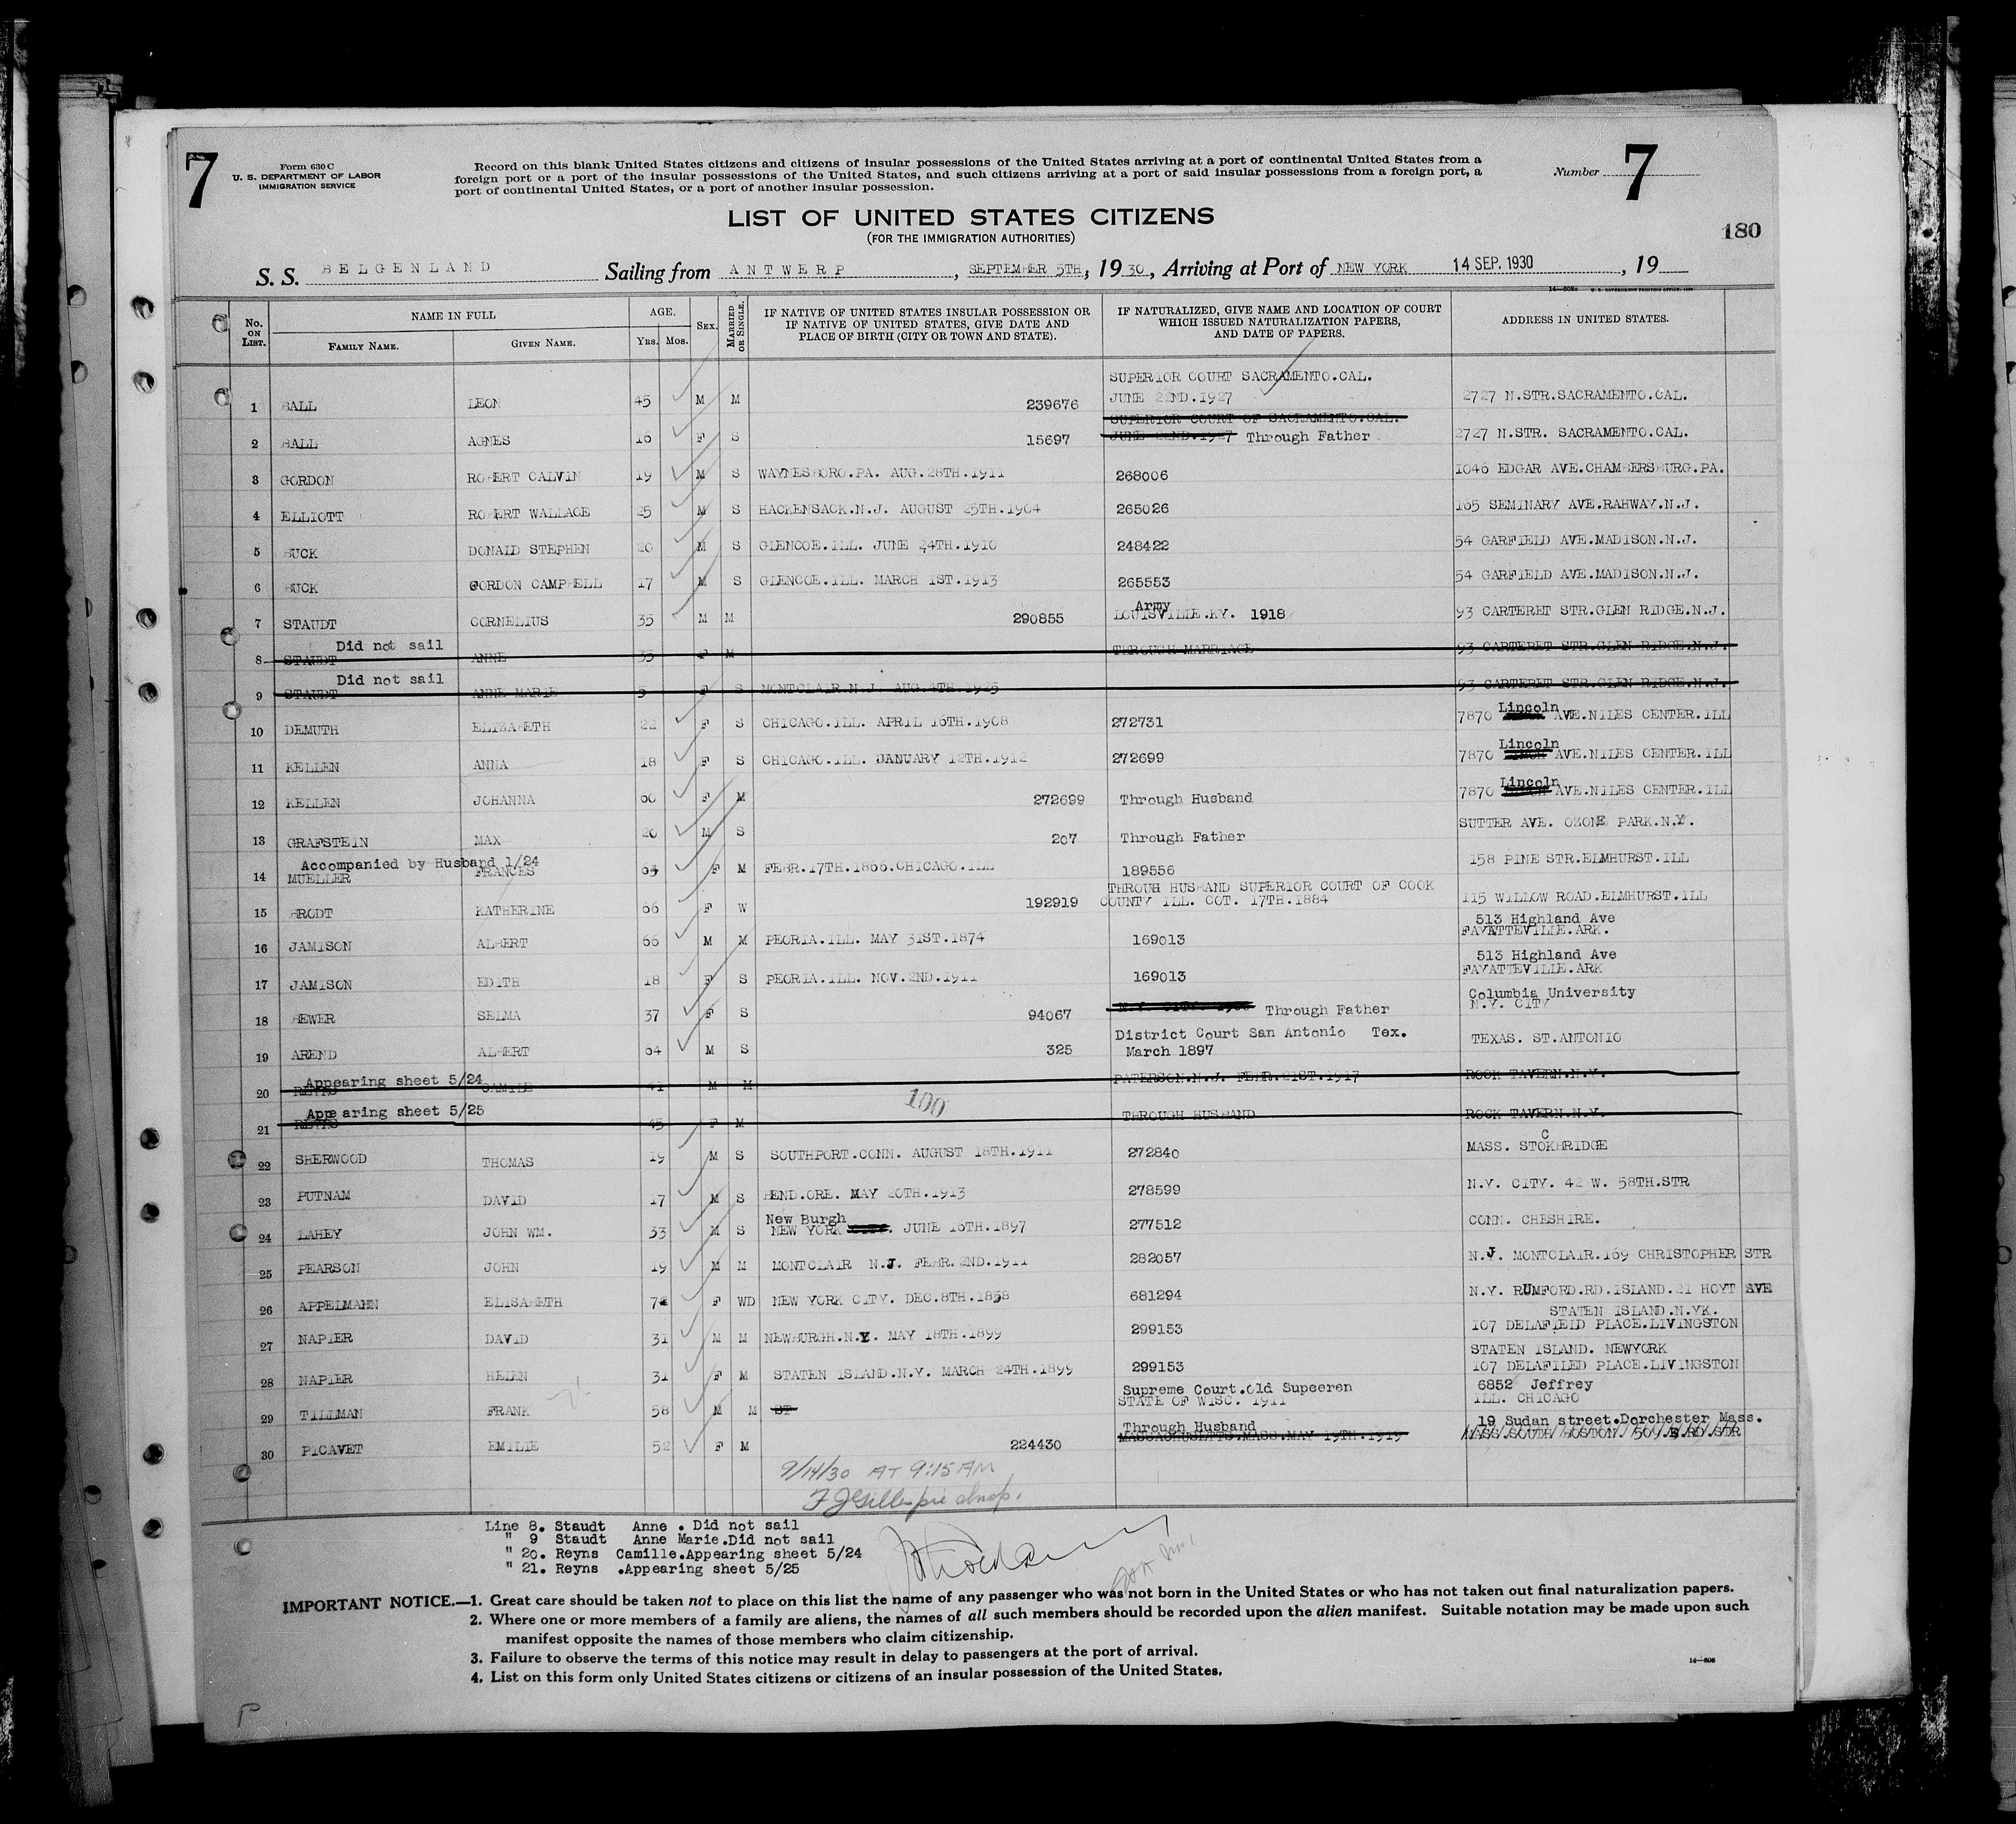 7
Form 630 C
U. S. DEPARTMENT OF LABOR
IMMIGRATION SERVICE
Record on this blank United States citizens and citizens of insular possessions of the United States arriving at a port of continental United States from a
foreign port or a port of the insular possessions of the United States, and such citizens arriving at a port of said insular possessions from a foreign port, a
port of continental United States, or a port of another insular possession.
Number 7
LIST OF UNITED STATES CITIZENS
(FOR THE IMMIGRATION AUTHORITIES)
180
S. S. BELGENLAND Sailing from ANTWERP, SEPTEMBER 5TH, 1930, Arriving at Port of NEW YORK 14 SEP. 1930, 19
No. ON LIST. NAME IN FULL FAMILY NAME. GIVEN NAME. AGE. Yrs. Mos. Sex. MARRIED OR SINGLE. IF NATIVE OF UNITED STATES INSULAR POSSESSION OR IF NATIVE OF UNITED STATES, GIVE DATE AND PLACE OF BIRTH (CITY OR TOWN AND STATE). IF NATURALIZED, GIVE NAME AND LOCATION OF COURT WHICH ISSUED NATURALIZATION PAPERS, AND DATE OF PAPERS. ADDRESS IN UNITED STATES.
SUPERIOR COURT SACRAMENTO.CAL.
1 BALL LEON 45 M M 239676 JUNE 22ND.1927 2727 N.STR.SACRAMENTO.CAL.
SUPERIOR COURT OF SACRAMENTO.CAL.
2 BALL AGNES 16 F S 15697 JUNE 22ND.1927 Through Father 2727 N.STR. SACRAMENTO.CAL.
3 GORDON ROBERT CALVIN 19 M S WAYNESBORO.PA. AUG.28TH.1911 268006 1046 EDGAR AVE.CHAMBERSBURG.PA.
4 ELLIOTT ROBERT WALLACE 25 M S HACKENSACK.N.J. AUGUST 25TH.1904 265026 165 SEMINARY AVE.RAHWAY.N.J.
5 BUCK DONALD STEPHEN 20 M S GLENCOE.ILL. JUNE 24TH.1910 248422 54 GARFIELD AVE.MADISON.N.J.
6 BUCK GORDON CAMPBELL 17 M S GLENCOE.ILL. MARCH 1ST.1913 265553 54 GARFIELD AVE.MADISON.N.J.
Army
7 STAUDT CORNELIUS 35 M M 290855 LOUISVILLE.KY. 1918 93 CARTERET STR.GLEN RIDGE.N.J.
Did not sail
8 STAUDT ANNE 35 F M THROUGH MARRIAGE 93 CARTERET STR.GLEN RIDGE.N.J.
Did not sail
9 STAUDT ANNE MARIE 5 F S MONTCLAIR.N.J. AUG.4TH.1925 93 CARTERET STR.GLEN RIDGE.N.J.
Lincoln
10 DEMUTH ELIZABETH 22 F S CHICAGO.ILL. APRIL 16TH.1908 272731 7870 AVE.NILES CENTER.ILL
Lincoln
11 KELLEN ANNA 18 F S CHICAGO.ILL. JANUARY 12TH.1912 272699 7870 AVE.NILES CENTER.ILL
Lincoln
12 KELLEN JOHANNA 60 F M 272699 Through Husband 7870 AVE.NILES CENTER.ILL
13 GRAFSTEIN MAX 20 M S 207 Through Father SUTTER AVE. OZONE PARK.N.Y.
Accompanied by Husband 1/24
14 MUELLER FRANCES 64 F M FEBR.17TH.1866.CHICAGO.ILL 189556 158 PINE STR.ELMHURST.ILL
THROUH HUSBAND SUPERIOR COURT OF COOK
15 BRODT KATHERINE 66 F W 192919 COUNTY ILL. OCT. 17TH.1884 115 WILLOW ROAD.ELMHURST.ILL
513 Highland Ave
16 JAMISON ALBERT 66 M M PEORIA.ILL. MAY 31ST.1874 169013 FAYATTEVILLE.ARK.
513 Highland Ave
17 JAMISON EDITH 18 F S PEORIA.ILL. NOV.2ND.1911 169013 FAYATTEVILLE.ARK
Columbia University
18 BEWER SELMA 37 F S 94067 Through Father N.Y. CITY
District Court San Antonio Tex.
19 AREND ALBERT 64 M S 325 March 1897 TEXAS. ST.ANTONIO
Appearing sheet 5/24
20 REYNS CAMILE 41 M M PATERSON.N.J. FEBR.21ST.1917 ROCK TAVERN.N.Y.
100
Appearing sheet 5/25
21 REYNS 45 F M THROUGH HUSBAND ROCK TAVERN.N.Y.
C
22 SHERWOOD THOMAS 19 M S SOUTHPORT.CONN. AUGUST 18TH.1911 272840 MASS. STOKBRIDGE
23 PUTNAM DAVID 17 M S BEND.ORE. MAY 20TH.1913 278599 N.Y. CITY. 42 W. 58TH.STR
New Burgh
24 LAHEY JOHN WM. 33 M S NEW YORK . JUNE 16TH.1897 277512 CONN. CHESHIRE.
25 PEARSON JOHN 19 M M MONTCLAIR N.J. FEBR.2ND.1911 282057 N.J. MONTCLAIR.169 CHRISTOPHER STR
26 APPELMAHN ELISABETH 72 F WD NEW YORK CITY. DEC.8TH.1858 681294 N.Y. RUMFORD.RD.ISLAND.21 HOYT AVE
STATEN ISLAND.N.YK.
27 NAPIER DAVID 31 M M NEWBURGH.N.Y. MAY 18TH.1899 299153 107 DELAFIELD PLACE.LIVINGSTON
STATEN ISLAND. NEWYORK
28 NAPIER HELEN 31 F M STATEN ISLAND.N.Y. MARCH 24TH.1899 299153 107 DELAFILED PLACE.LIVINGSTON
Supreme Court.Old Supeeren 6852 Jeffrey
29 TILLMAN FRANK 58 M M ST STATE OF WISC. 1911 ILL. CHICAGO
Through Husband 19 Sudan street.Dorchester Mass.
30 PICAVET EMILIE 52 F M 224430 MASSACHUSETTS.MASS.MAY 19TH.1919 MASS.SOUTH BOSTON. 509 E.RD.STR
9/14/30 AT 9:15 AM
F J Gillespie Insp.
Line 8. Staudt Anne . Did not sail
" 9 Staudt Anne Marie.Did not sail
" 20. Reyns Camille.Appearing sheet 5/24
" 21. Reyns .Appearing sheet 5/25
IMPORTANT NOTICE.—1. Great care should be taken not to place on this list the name of any passenger who was not born in the United States or who has not taken out final naturalization papers.
2. Where one or more members of a family are aliens, the names of all such members should be recorded upon the alien manifest. Suitable notation may be made upon such
manifest opposite the names of those members who claim citizenship.
3. Failure to observe the terms of this notice may result in delay to passengers at the port of arrival.
4. List on this form only United States citizens or citizens of an insular possession of the United States.
P